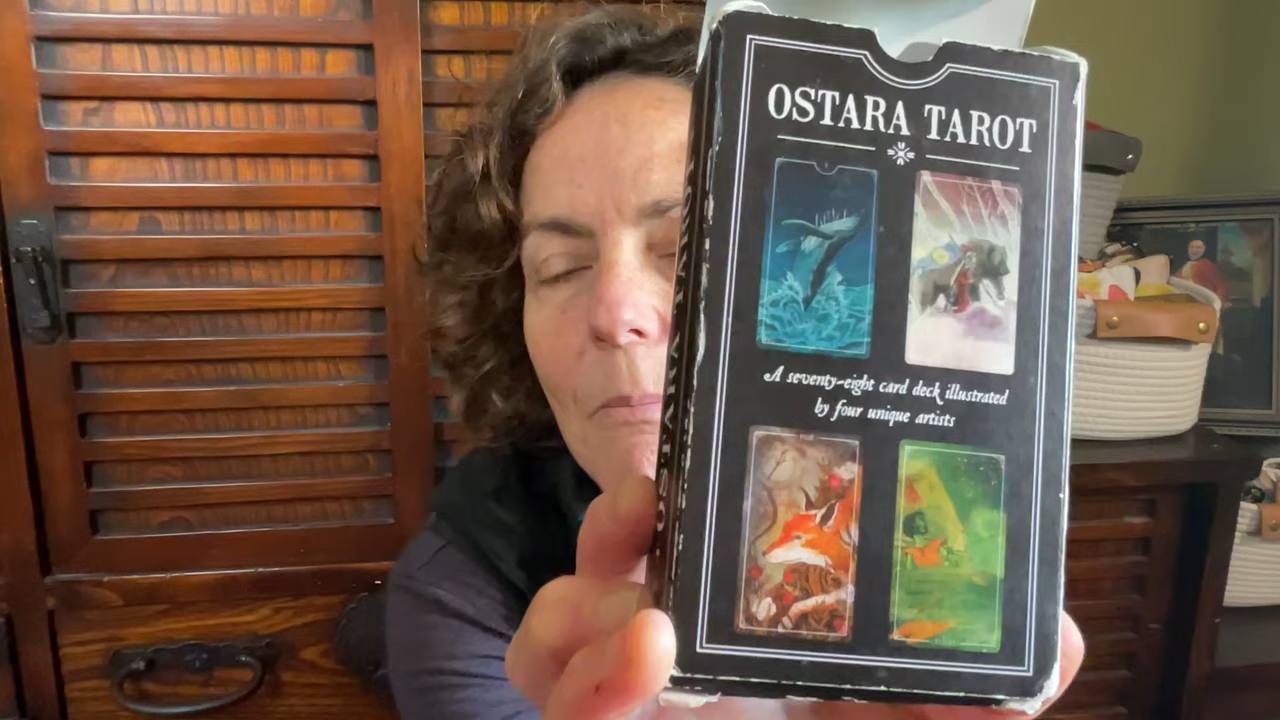 OSTARA TAROT
A seventy-eight card deck illustrated
by four unique artists